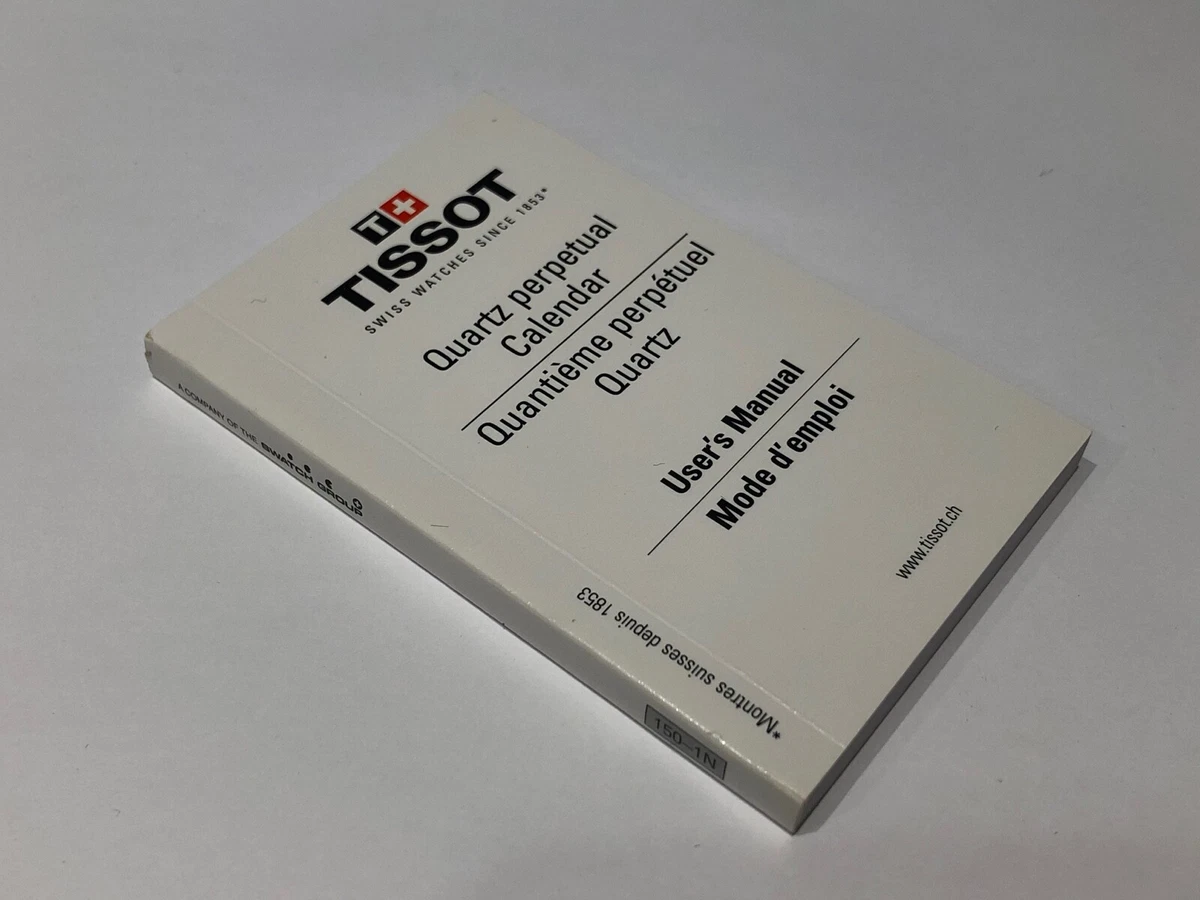 T+
TISSOT
SWISS WATCHES SINCE 1853*
Quartz perpetual
Calendar
Quantième perpétuel
Quartz
User's Manual
Mode d'emploi
www.tissot.ch
*Montres suisses depuis 1853
A COMPANY OF THE SWATCH GROUP
150-1N